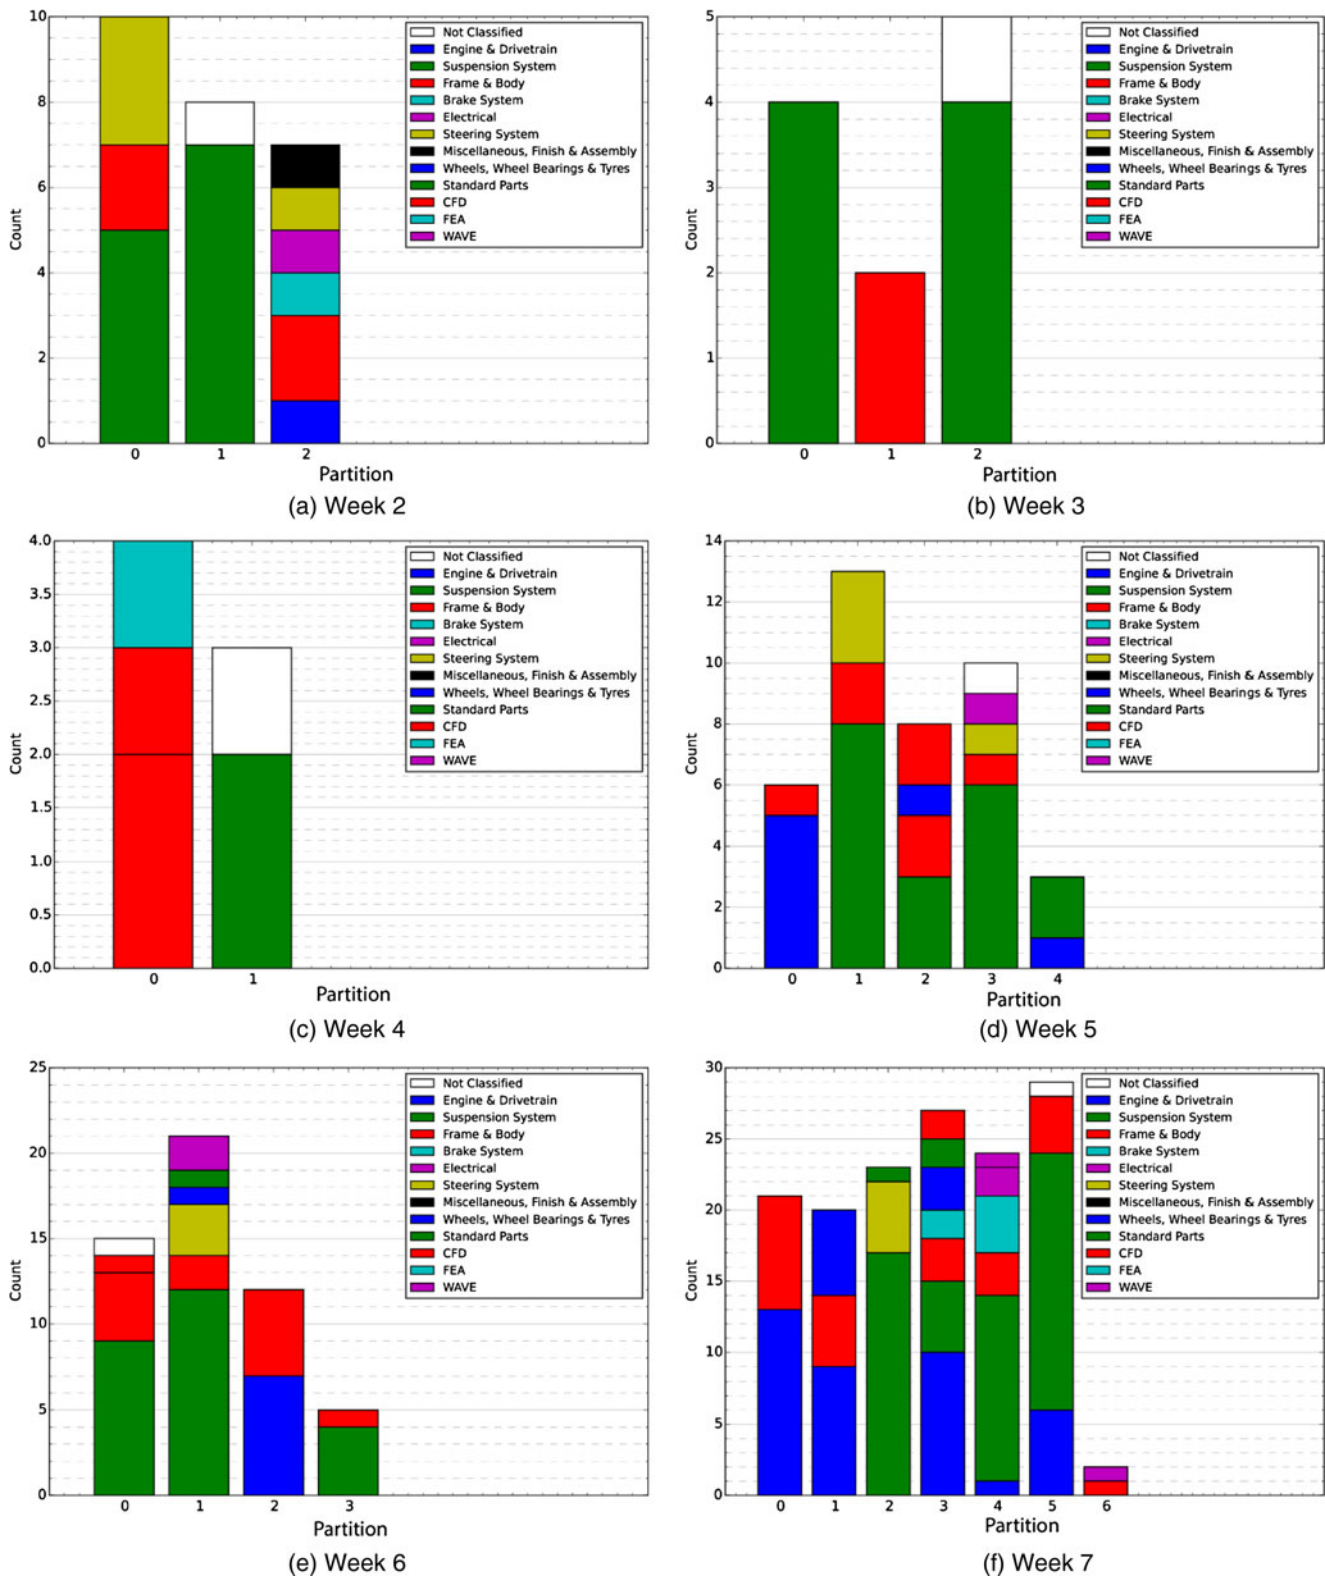 10
8
6
4
2
0
Count
Not Classified
Engine & Drivetrain
Suspension System
Frame & Body
Brake System
Electrical
Steering System
Miscellaneous, Finish & Assembly
Wheels, Wheel Bearings & Tyres
Standard Parts
CFD
FEA
WAVE
0 1 2
Partition
(a) Week 2
5
4
3
2
1
0
Count
Not Classified
Engine & Drivetrain
Suspension System
Frame & Body
Brake System
Electrical
Steering System
Miscellaneous, Finish & Assembly
Wheels, Wheel Bearings & Tyres
Standard Parts
CFD
FEA
WAVE
0 1 2
Partition
(b) Week 3
4.0
3.5
3.0
2.5
2.0
1.5
1.0
0.5
0.0
Count
Not Classified
Engine & Drivetrain
Suspension System
Frame & Body
Brake System
Electrical
Steering System
Miscellaneous, Finish & Assembly
Wheels, Wheel Bearings & Tyres
Standard Parts
CFD
FEA
WAVE
0 1
Partition
(c) Week 4
14
12
10
8
6
4
2
0
Count
Not Classified
Engine & Drivetrain
Suspension System
Frame & Body
Brake System
Electrical
Steering System
Miscellaneous, Finish & Assembly
Wheels, Wheel Bearings & Tyres
Standard Parts
CFD
FEA
WAVE
0 1 2 3 4
Partition
(d) Week 5
25
20
15
10
5
0
Count
Not Classified
Engine & Drivetrain
Suspension System
Frame & Body
Brake System
Electrical
Steering System
Miscellaneous, Finish & Assembly
Wheels, Wheel Bearings & Tyres
Standard Parts
CFD
FEA
WAVE
0 1 2 3
Partition
(e) Week 6
30
25
20
15
10
5
0
Count
Not Classified
Engine & Drivetrain
Suspension System
Frame & Body
Brake System
Electrical
Steering System
Miscellaneous, Finish & Assembly
Wheels, Wheel Bearings & Tyres
Standard Parts
CFD
FEA
WAVE
0 1 2 3 4 5 6
Partition
(f) Week 7